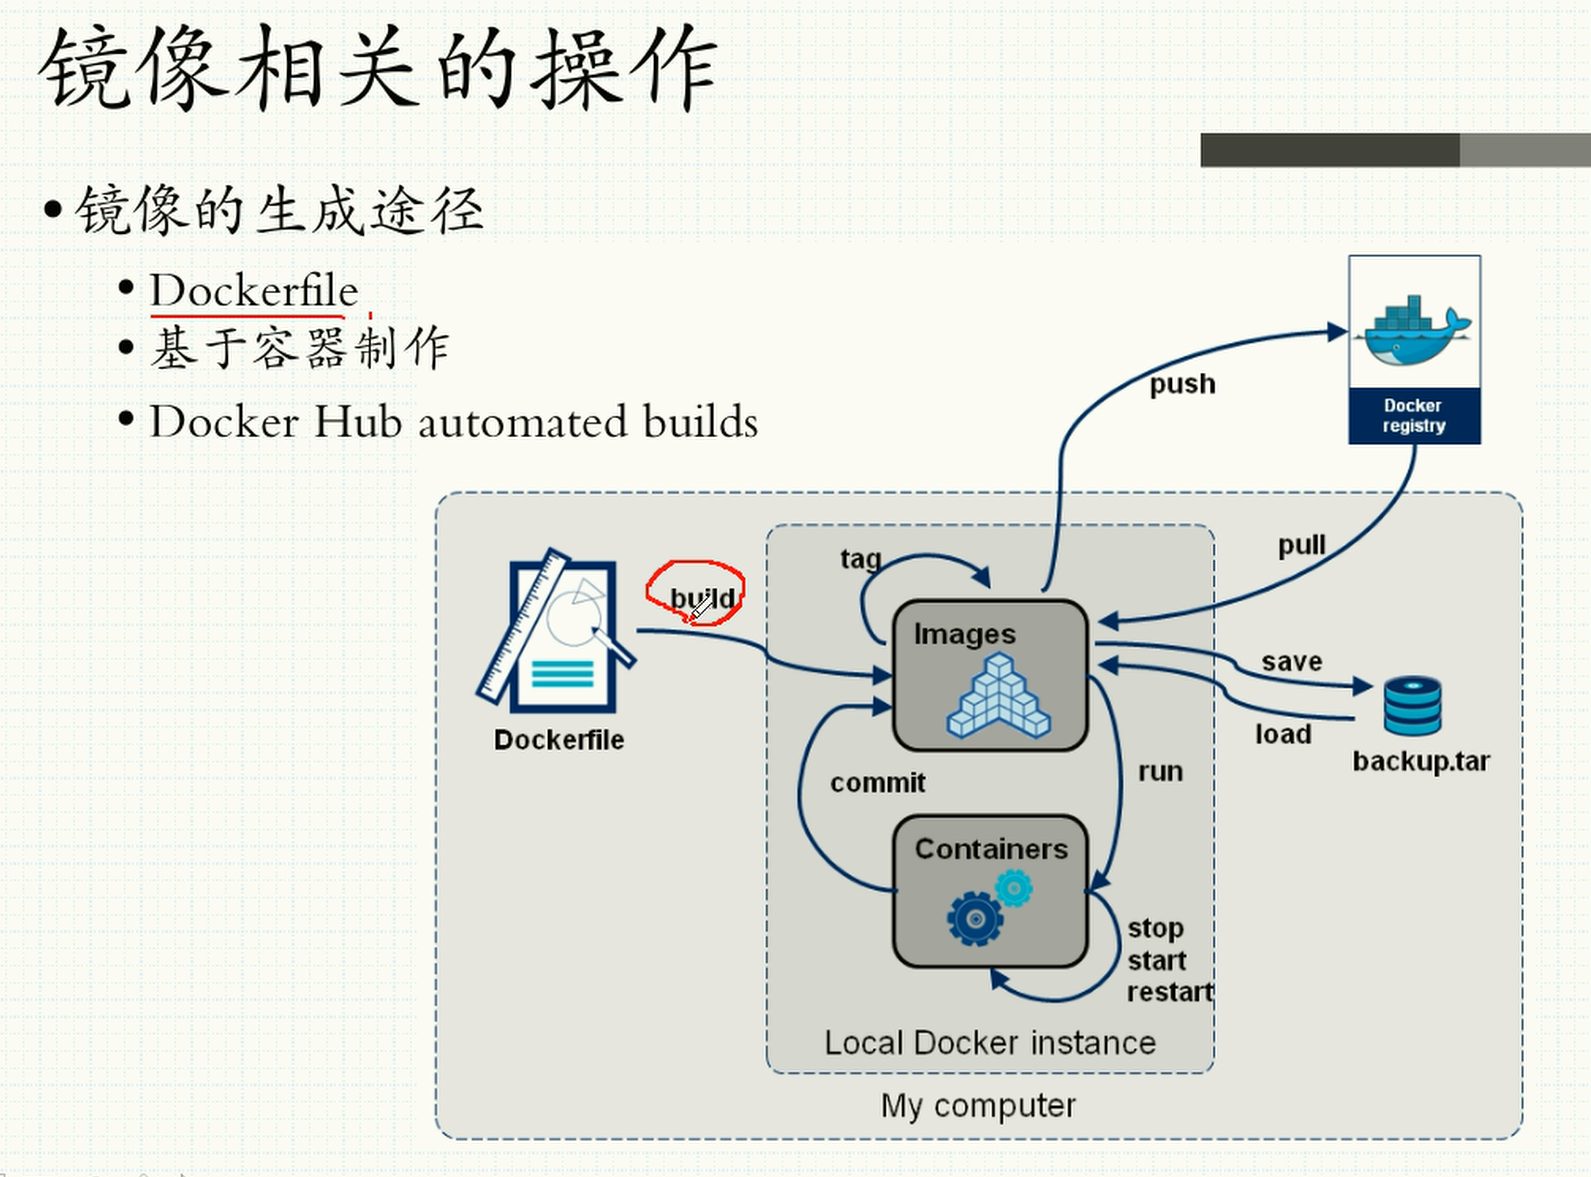 镜像相关的操作
•镜像的生成途径
•Dockerfile
•基于容器制作
•Docker Hub automated builds
push
Docker
registry
pull
tag
build
Images
save
load
backup.tar
Dockerfile
commit
run
Containers
stop
start
restart
Local Docker instance
My computer